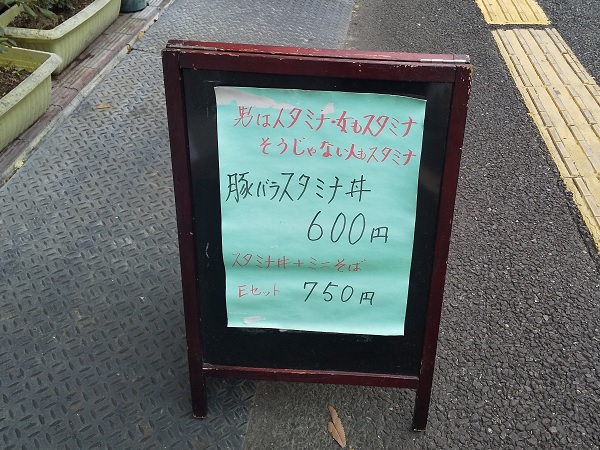 男はスタミナ・女もスタミナ
そうじゃない人もスタミナ
豚バラスタミナ丼
600円
スタミナ丼+ミニそば
Eセット 750円